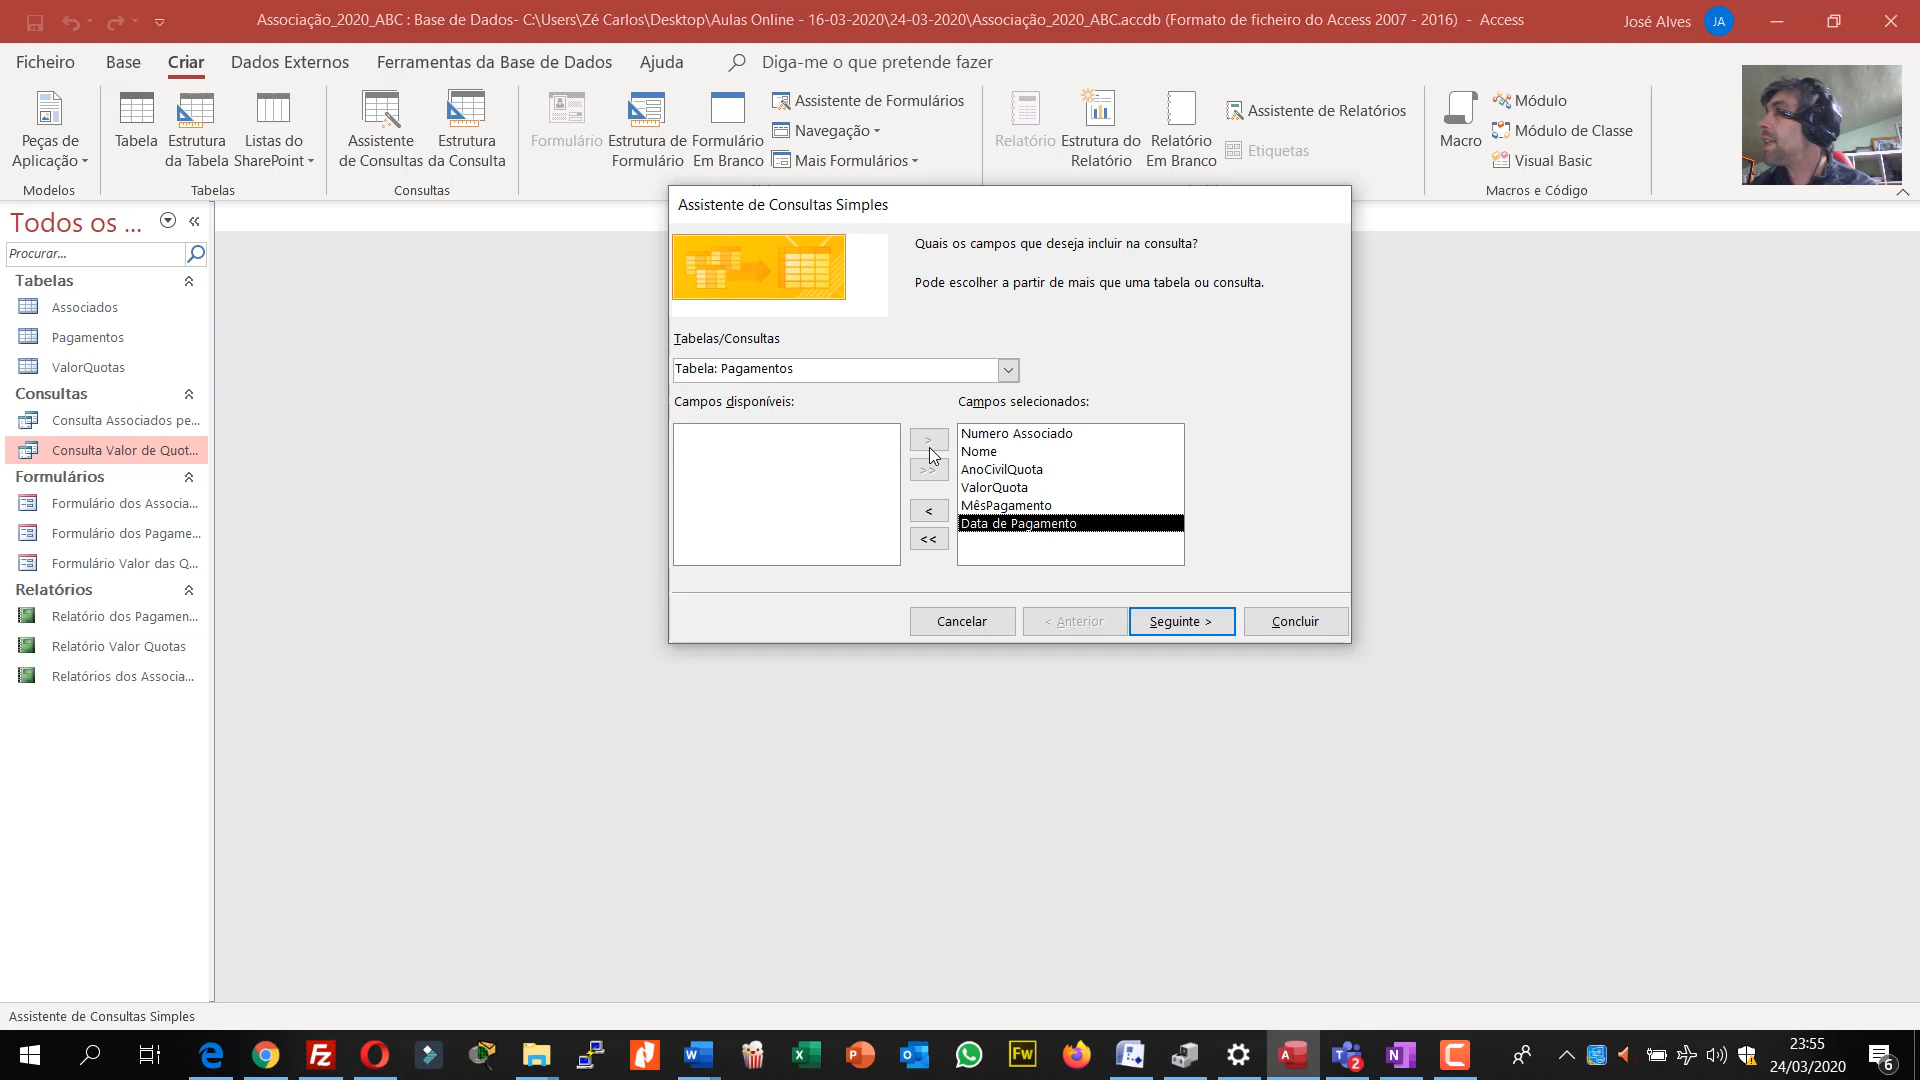 Associação_2020_ABC : Base de Dados- C:\Users\Zé Carlos\Desktop\Aulas Online - 16-03-2020\24-03-2020\Associação_2020_ABC.accdb (Formato de ficheiro do Access 2007 - 2016) - Access
José Alves
JA
Ficheiro
Base
Criar
Dados Externos
Ferramentas da Base de Dados
Ajuda
Diga-me o que pretende fazer
Peças de
Aplicação
Modelos
Tabela
Estrutura
da Tabela
Listas do
SharePoint
Tabelas
Assistente
de Consultas
Estrutura
da Consulta
Consultas
Formulário
Estrutura de
Formulário
Formulário
Em Branco
Assistente de Formulários
Navegação
Mais Formulários
Relatório
Estrutura do
Relatório
Relatório
Em Branco
Assistente de Relatórios
Etiquetas
Macro
Módulo
Módulo de Classe
Visual Basic
Macros e Código
Todos os ...
Procurar...
Tabelas
Associados
Pagamentos
ValorQuotas
Consultas
Consulta Associados pe...
Consulta Valor de Quot...
Formulários
Formulário dos Associa...
Formulário dos Pagame...
Formulário Valor das Q...
Relatórios
Relatório dos Pagamen...
Relatório Valor Quotas
Relatórios dos Associa...
Assistente de Consultas Simples
Quais os campos que deseja incluir na consulta?
Pode escolher a partir de mais que uma tabela ou consulta.
Tabelas/Consultas
Tabela: Pagamentos
Campos disponíveis:
Campos selecionados:
>
>>
<
<<
Numero Associado
Nome
AnoCivilQuota
ValorQuota
MêsPagamento
Data de Pagamento
Cancelar
< Anterior
Seguinte >
Concluir
Assistente de Consultas Simples
23:55
24/03/2020
6
2